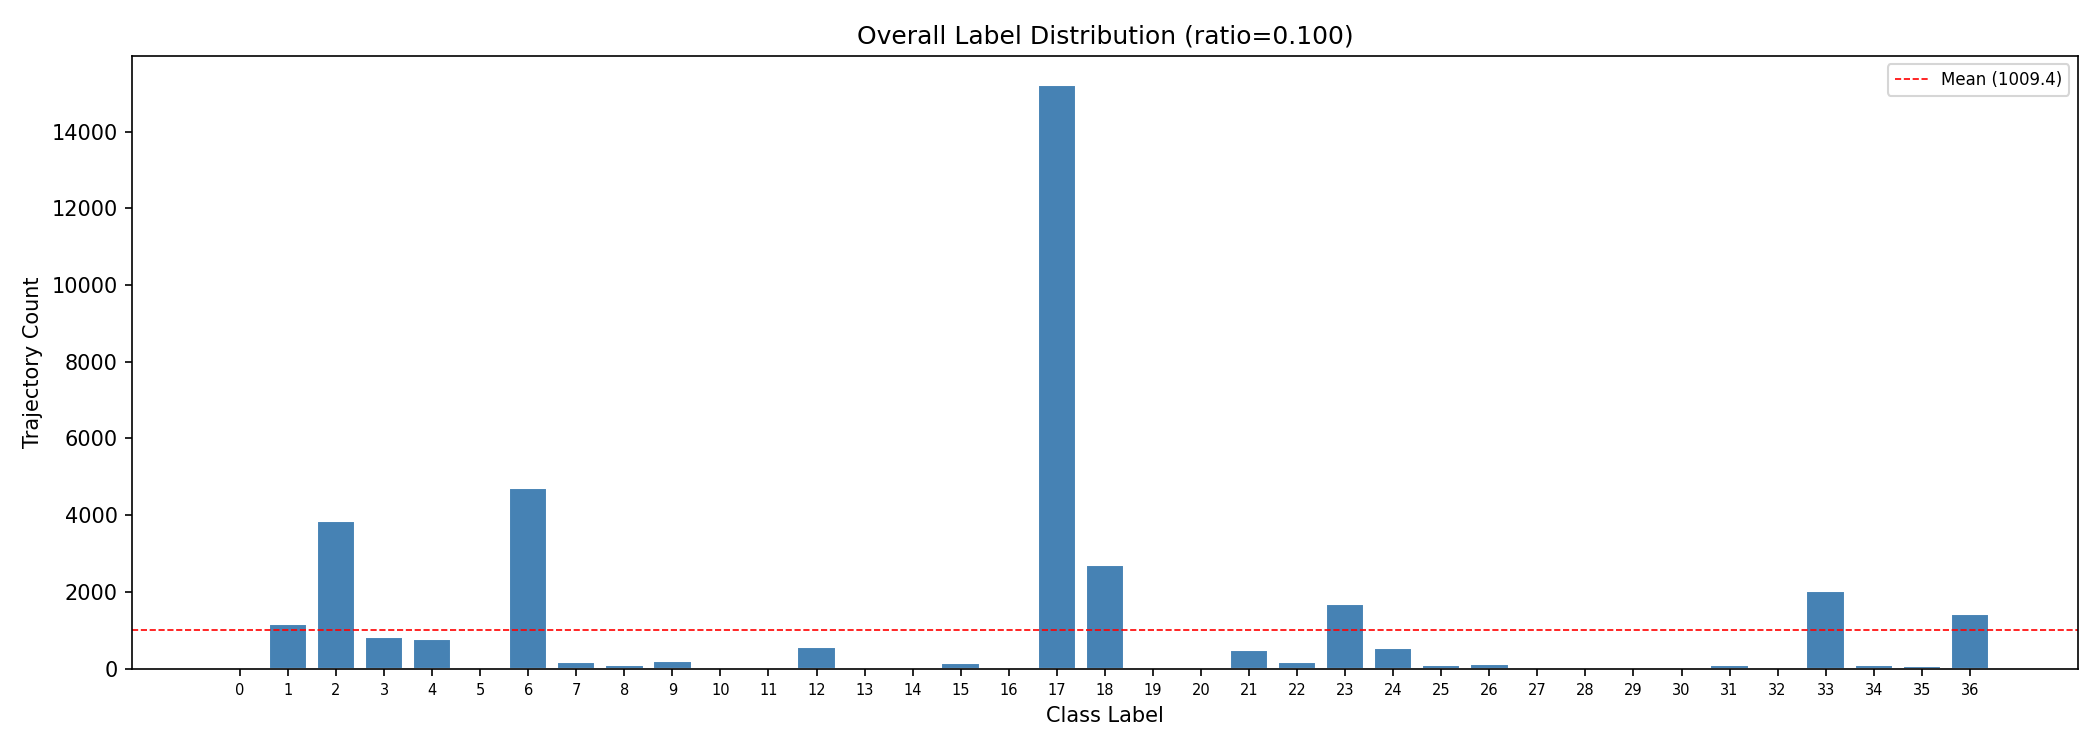 Overall Label Distribution (ratio=0.100)
Mean (1009.4)
Trajectory Count
14000
12000
10000
8000
6000
4000
2000
0
0 1 2 3 4 5 6 7 8 9 10 11 12 13 14 15 16 17 18 19 20 21 22 23 24 25 26 27 28 29 30 31 32 33 34 35 36
Class Label